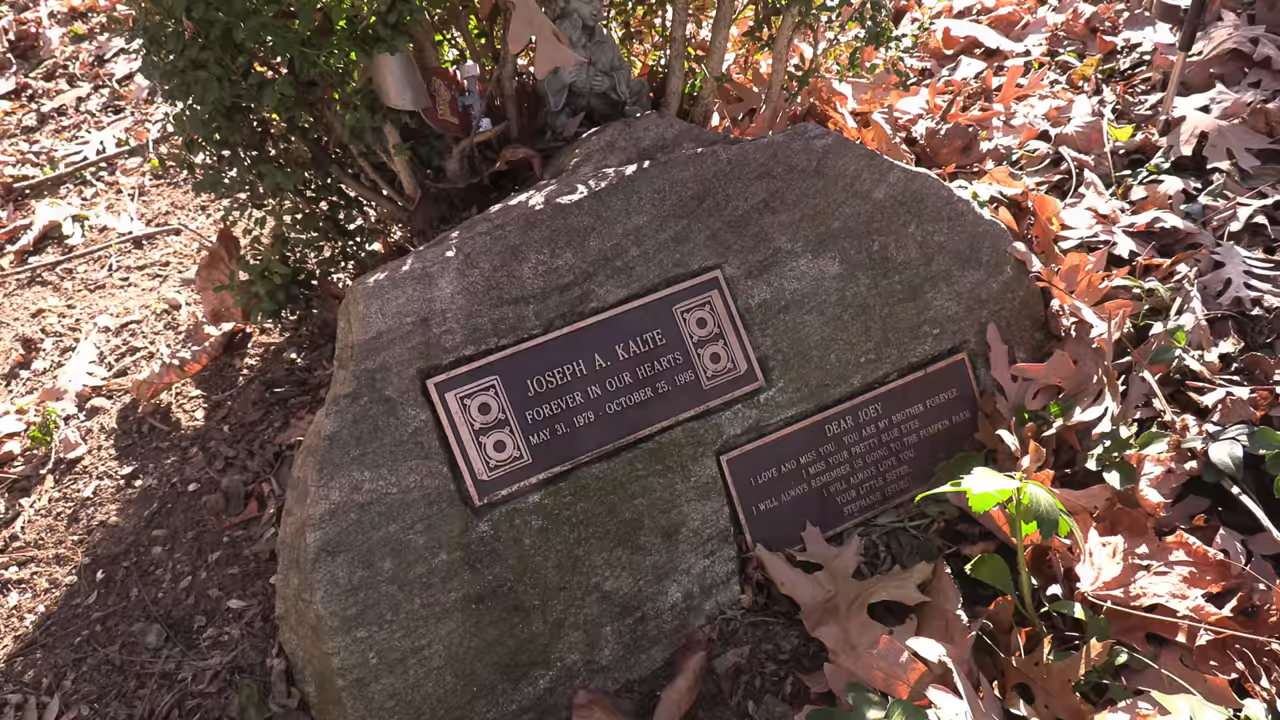 JOSEPH A. KALTE
FOREVER IN OUR HEARTS
MAY 31, 1979 - OCTOBER 25, 1995
DEAR JOEY
I LOVE AND MISS YOU. YOU ARE MY BROTHER FOREVER.
I MISS YOUR PRETTY BLUE EYES.
I WILL ALWAYS REMEMBER US GOING TO THE PUMPKIN FARM.
I WILL ALWAYS LOVE YOU
YOUR LITTLE SISTER,
STEPHANIE